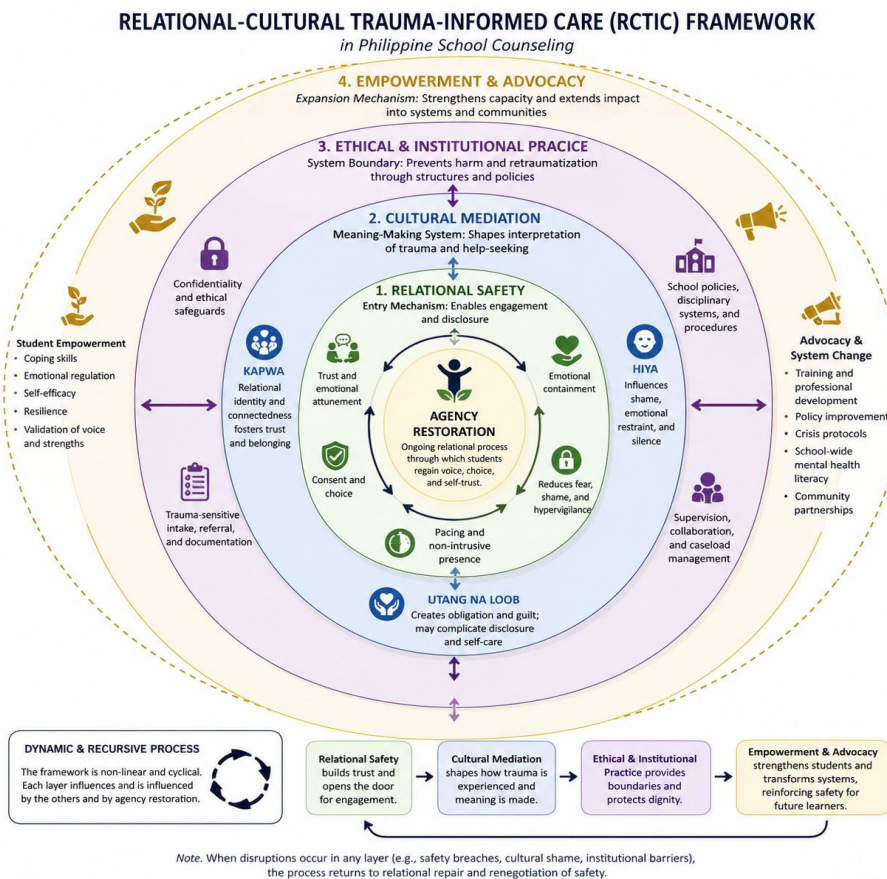 RELATIONAL-CULTURAL TRAUMA-INFORMED CARE (RCTIC) FRAMEWORK
in Philippine School Counseling
4. EMPOWERMENT & ADVOCACY
Expansion Mechanism: Strengthens capacity and extends impact
into systems and communities
3. ETHICAL & INSTITUTIONAL PRACICE
System Boundary: Prevents harm and retraumatization
through structures and policies
2. CULTURAL MEDIATION
Meaning-Making System: Shapes interpretation
of trauma and help-seeking
1. RELATIONAL SAFETY
Entry Mechanism: Enables engagement
and disclosure
Student Empowerment
• Coping skills
• Emotional regulation
• Self-efficacy
• Resilience
• Validation of voice
and strengths
Confidentiality
and ethical
safeguards
Trauma-sensitive
intake, referral,
and documentation
KAPWA
Relational
identity and
connectedness
fosters trust
and belonging
Trust and
emotional
attunement
Consent and
choice
AGENCY
RESTORATION
Ongoing relational process
through which students
regain voice, choice,
and self-trust.
Emotional
containment
Reduces fear,
shame, and
hypervigilance
Pacing and
non-intrusive
presence
HIYA
Influences
shame,
emotional
restraint, and
silence
UTANG NA LOOB
Creates obligation and guilt;
may complicate disclosure
and self-care
School policies,
disciplinary
systems, and
procedures
Supervision,
collaboration,
and caseload
management
Advocacy &
System Change
• Training and
professional
development
• Policy improvement
• Crisis protocols
• School-wide
mental health
literacy
• Community
partnerships
DYNAMIC & RECURSIVE PROCESS
The framework is non-linear and cyclical.
Each layer influences and is influenced
by the others and by agency restoration.
Relational Safety
builds trust and
opens the door
for engagement.
Cultural Mediation
shapes how trauma is
experienced and
meaning is made.
Ethical & Institutional
Practice provides
boundaries and
protects dignity.
Empowerment & Advocacy
strengthens students and
transforms systems,
reinforcing safety for
future learners.
Note. When disruptions occur in any layer (e.g., safety breaches, cultural shame, institutional barriers),
the process returns to relational repair and renegotiation of safety.